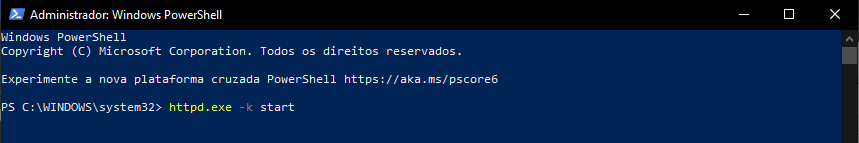 Administrador: Windows PowerShell
Windows PowerShell
Copyright (C) Microsoft Corporation. Todos os direitos reservados.
Experimente a nova plataforma cruzada PowerShell https://aka.ms/pscore6
PS C:\WINDOWS\system32> httpd.exe -k start